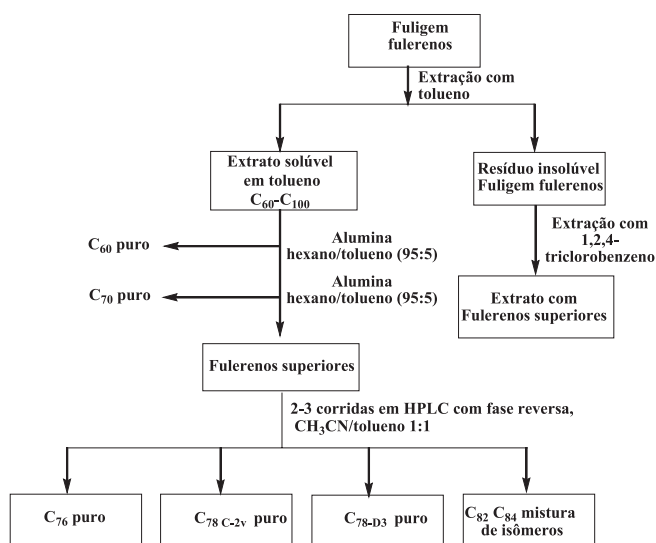 Fuligem
fulerenos
Extração com
tolueno
Extrato solúvel
em tolueno
C60-C100
Resíduo insolúvel
Fuligem fulerenos
C60 puro
Alumina
hexano/tolueno (95:5)
Extração com
1,2,4-
triclorobenzeno
C70 puro
Alumina
hexano/tolueno (95:5)
Extrato com
Fulerenos superiores
Fulerenos superiores
2-3 corridas em HPLC com fase reversa,
CH3CN/tolueno 1:1
C76 puro
C78 C-2v puro
C78-D3 puro
C82 C84 mistura
de isômeros